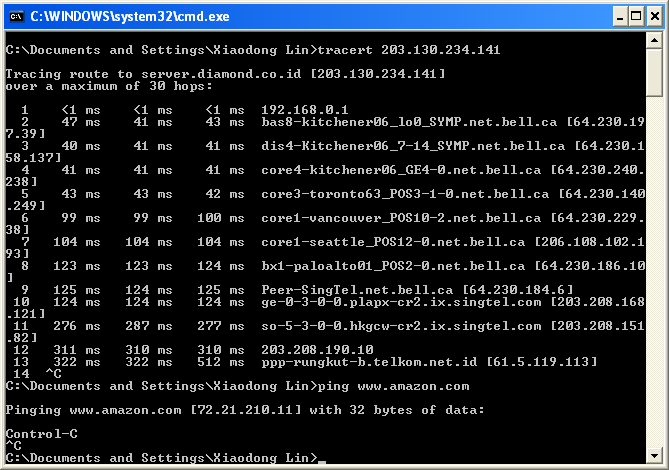 C:\WINDOWS\system32\cmd.exe
C:\Documents and Settings\Xiaodong Lin>tracert 203.130.234.141
Tracing route to server.diamond.co.id [203.130.234.141]
over a maximum of 30 hops:
1 <1 ms <1 ms <1 ms 192.168.0.1
2 47 ms 41 ms 43 ms bas8-kitchener06_lo0_SYMP.net.bell.ca [64.230.19
7.39]
3 40 ms 41 ms 41 ms dis4-Kitchener06_7-14_SYMP.net.bell.ca [64.230.1
58.137]
4 41 ms 41 ms 41 ms core4-kitchener06_GE4-0.net.bell.ca [64.230.240.
238]
5 43 ms 43 ms 42 ms core3-toronto63_POS3-1-0.net.bell.ca [64.230.140
.249]
6 99 ms 99 ms 100 ms core1-vancouver_POS10-2.net.bell.ca [64.230.229.
38]
7 104 ms 104 ms 104 ms core1-seattle_POS12-0.net.bell.ca [206.108.102.1
93]
8 123 ms 123 ms 124 ms bx1-paloalto01_POS2-0.net.bell.ca [64.230.186.10
]
9 125 ms 124 ms 125 ms Peer-SingTel.net.bell.ca [64.230.184.6]
10 124 ms 124 ms 124 ms ge-0-3-0-0.plapx-cr2.ix.singtel.com [203.208.168
.121]
11 276 ms 287 ms 277 ms so-5-3-0-0.hkgcw-cr2.ix.singtel.com [203.208.151
.82]
12 311 ms 310 ms 310 ms 203.208.190.10
13 322 ms 322 ms 512 ms ppp-rungkut-b.telkom.net.id [61.5.119.113]
14 ^C
C:\Documents and Settings\Xiaodong Lin>ping www.amazon.com
Pinging www.amazon.com [72.21.210.11] with 32 bytes of data:
Control-C
^C
C:\Documents and Settings\Xiaodong Lin>_